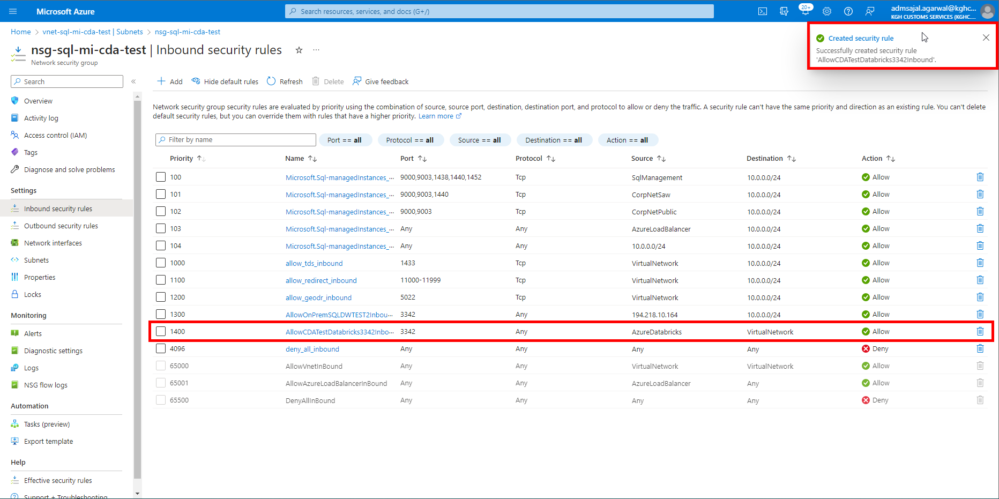 Microsoft Azure
Search resources, services, and docs (G+/)
20+
admsajal.agarwal@kghc...
KGH CUSTOMS SERVICES (KGHC....
Home > vnet-sql-mi-cda-test | Subnets > nsg-sql-mi-cda-test
Created security rule
Successfully created security rule
'AllowCDATestDatabricks3342Inbound'.
nsg-sql-mi-cda-test | Inbound security rules
Network security group
Search
Add Hide default rules Refresh Delete Give feedback
Overview
Activity log
Access control (IAM)
Tags
Diagnose and solve problems
Settings
Inbound security rules
Outbound security rules
Network interfaces
Subnets
Properties
Locks
Monitoring
Alerts
Diagnostic settings
Logs
NSG flow logs
Automation
Tasks (preview)
Export template
Help
Effective security rules
Support + Troubleshooting
Network security group security rules are evaluated by priority using the combination of source, source port, destination, destination port, and protocol to allow or deny the traffic. A security rule can't have the same priority and direction as an existing rule. You can't delete
default security rules, but you can override them with rules that have a higher priority. Learn more
Filter by name Port == all Protocol == all Source == all Destination == all Action == all
Priority Name Port Protocol Source Destination Action
100 Microsoft.Sql-managedInstances_... 9000,9003,1438,1440,1452 Tcp SqlManagement 10.0.0.0/24 Allow
101 Microsoft.Sql-managedInstances_... 9000,9003,1440 Tcp CorpNetSaw 10.0.0.0/24 Allow
102 Microsoft.Sql-managedInstances_... 9000,9003 Tcp CorpNetPublic 10.0.0.0/24 Allow
103 Microsoft.Sql-managedInstances_... Any Any AzureLoadBalancer 10.0.0.0/24 Allow
104 Microsoft.Sql-managedInstances_... Any Any 10.0.0.0/24 10.0.0.0/24 Allow
1000 allow_tds_inbound 1433 Tcp VirtualNetwork 10.0.0.0/24 Allow
1100 allow_redirect_inbound 11000-11999 Tcp VirtualNetwork 10.0.0.0/24 Allow
1200 allow_geodr_inbound 5022 Tcp VirtualNetwork 10.0.0.0/24 Allow
1300 AllowOnPremSQLDWTEST2Inbou... 3342 Any 194.218.10.164 10.0.0.0/24 Allow
1400 AllowCDATestDatabricks3342Inbo... 3342 Any AzureDatabricks VirtualNetwork Allow
4096 deny_all_inbound Any Any Any Any Deny
65000 AllowVnetInBound Any Any VirtualNetwork VirtualNetwork Allow
65001 AllowAzureLoadBalancerInBound Any Any AzureLoadBalancer Any Allow
65500 DenyAllInBound Any Any Any Any Deny